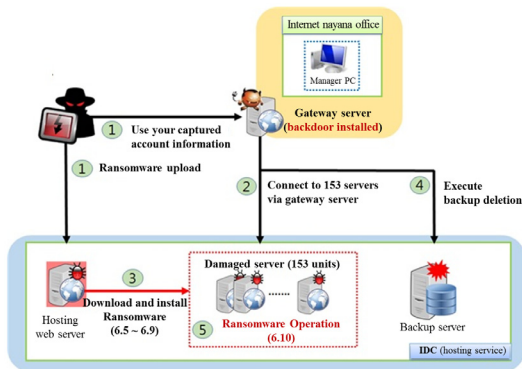 Internet nayana office
Manager PC
Gateway server
(backdoor installed)
1
Use your captured
account information
1
Ransomware upload
2
Connect to 153 servers
via gateway server
4
Execute
backup deletion
Damaged server (153 units)
3
Download and install
Ransomware
(6.5 ~ 6.9)
.......
5
Ransomware Operation
(6.10)
Hosting
web server
Backup server
IDC (hosting service)